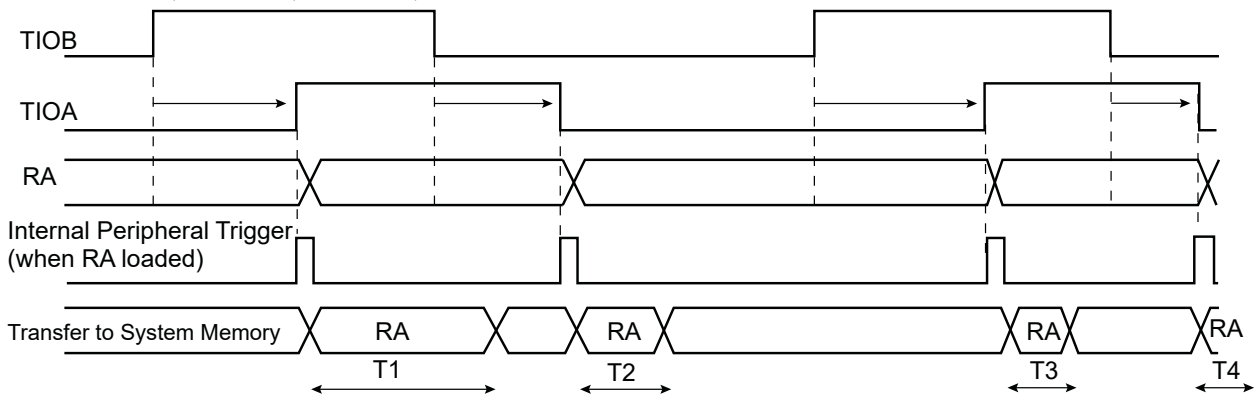 TIOB
TIOA
RA
Internal Peripheral Trigger
(when RA loaded)
Transfer to System Memory RA RA RA RA
T1 T2 T3 T4